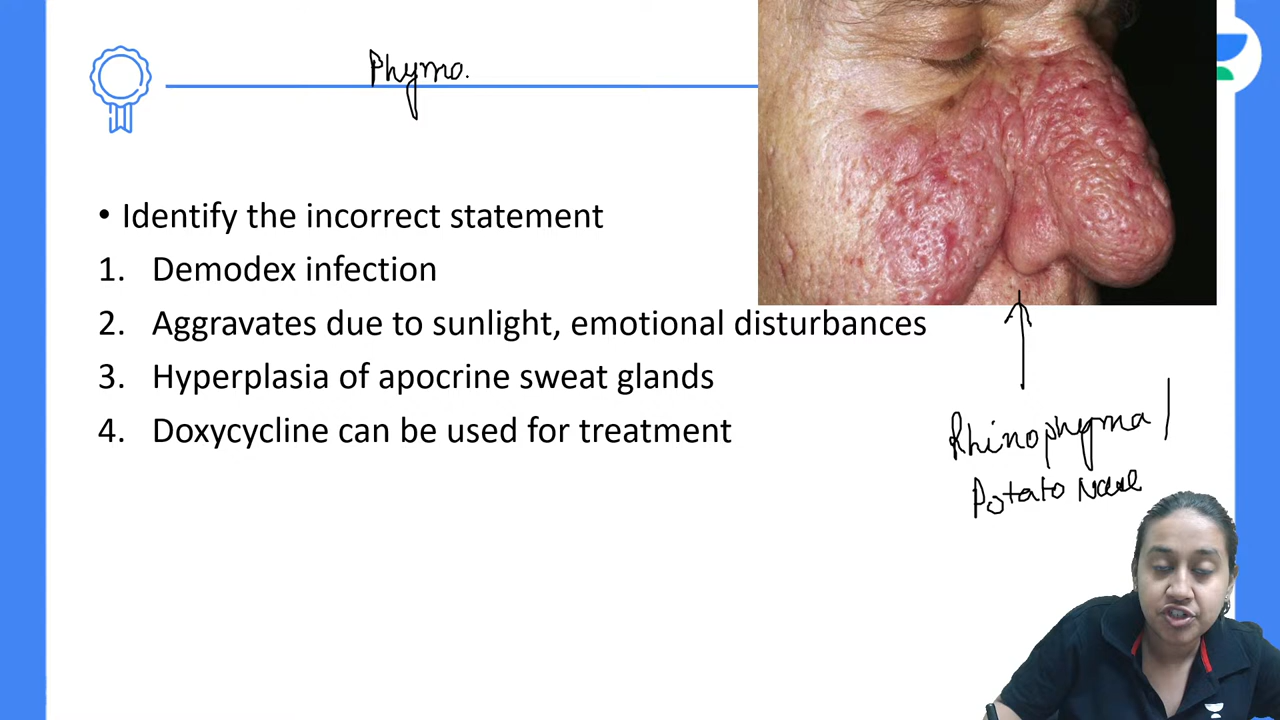 Phymo.
• Identify the incorrect statement
1. Demodex infection
2. Aggravates due to sunlight, emotional disturbances
3. Hyperplasia of apocrine sweat glands
4. Doxycycline can be used for treatment
Rhinophyma /
Potato Nose